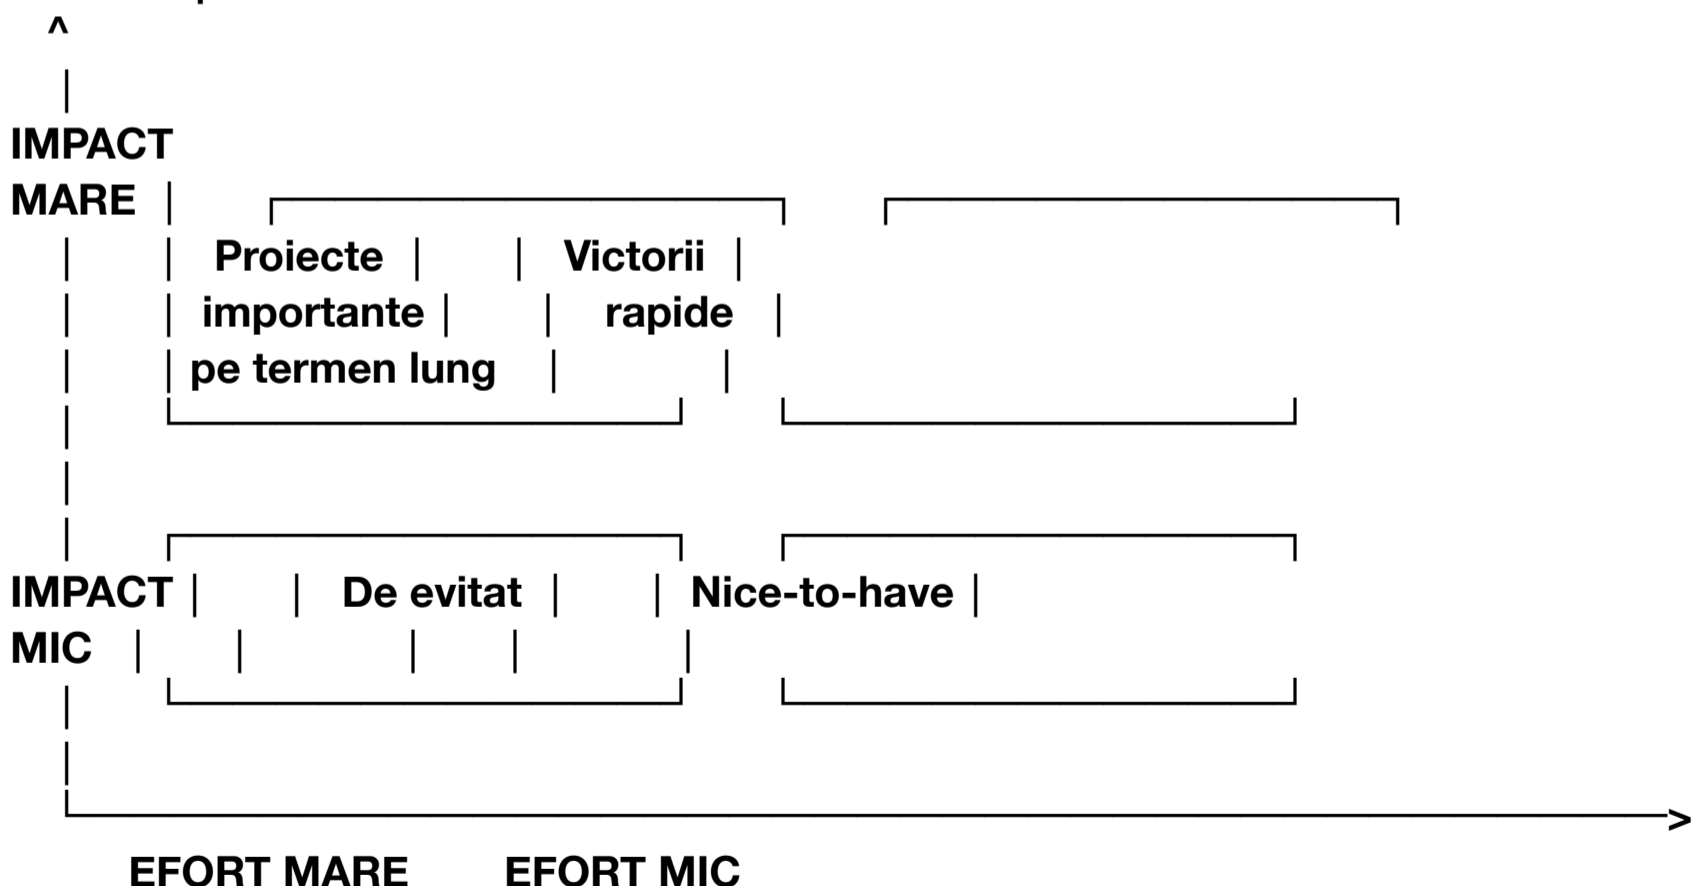 ^
|
IMPACT
MARE |    ┌────────────┐    ┌────────────┐
|    | Proiecte |    | Victorii |
|    | importante |    | rapide |
|    | pe termen lung |    |
|    └────────────┘    └────────────┘
|
|    ┌────────────┐    ┌────────────┐
IMPACT |    | De evitat |    | Nice-to-have |
MIC |    |    |    |    |
|    └────────────┘    └────────────┘
|
└──────────────────────────────────────>
EFORT MARE    EFORT MIC